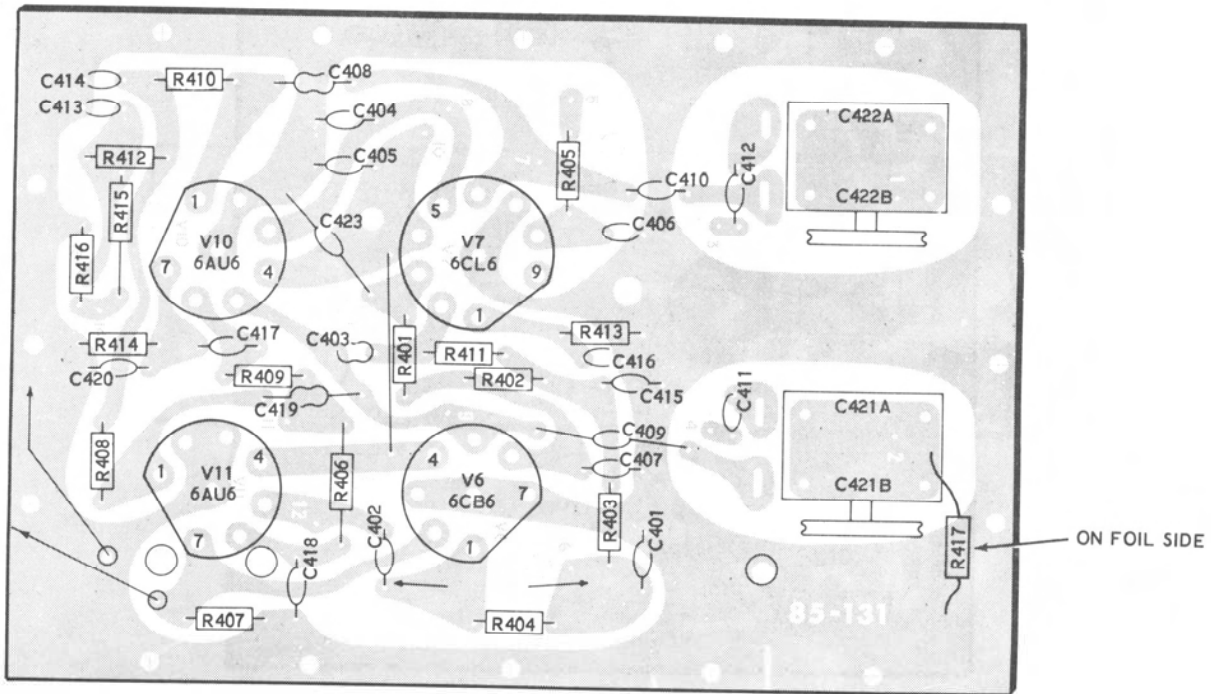 C414
C413
R410
C408
C404
C405
R412
R415
R416
1
V10
6AU6
7
4
C423
5
V7
6CL6
9
1
R405
C410
C412
C406
C422A
C422B
R414
C420
C417
R409
C403
C419
R401
R411
R402
R413
C416
C415
C411
C409
C407
C421A
C421B
R408
1
4
V11
6AU6
7
R406
C402
4
V6
6CB6
7
1
R403
C401
C418
R407
R404
R417
ON FOIL SIDE
85-131